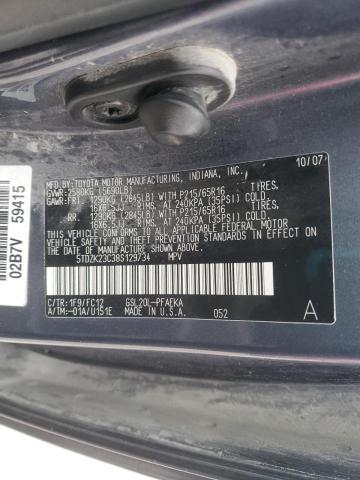 MFD. BY: TOYOTA MOTOR MANUFACTURING, INDIANA, INC. 10/07
GVWR: 2580KG (5690LB)
GAWR: FRT. 1290KG (2845LB) WITH P215/65R16
16X6.5JJ RIMS, AT 240KPA (35PSI) COLD
RR. 1290KG (2845LB) WITH P215/65R16
16X6.5JJ RIMS, AT 240KPA (35PSI) COLD
THIS VEHICLE CONFORMS TO ALL APPLICABLE FEDERAL MOTOR
VEHICLE SAFETY, BUMPER, AND THEFT PREVENTION STANDARDS
IN EFFECT ON THE DATE OF MANUFACTURE SHOWN ABOVE.
5TDZK23C38S129734 MPV
C/TR:1F9/FC12 GSL20L-PFAEKA A
A/TM:-01A/U151E MADE IN U.S.A. 052
02B7V 59415